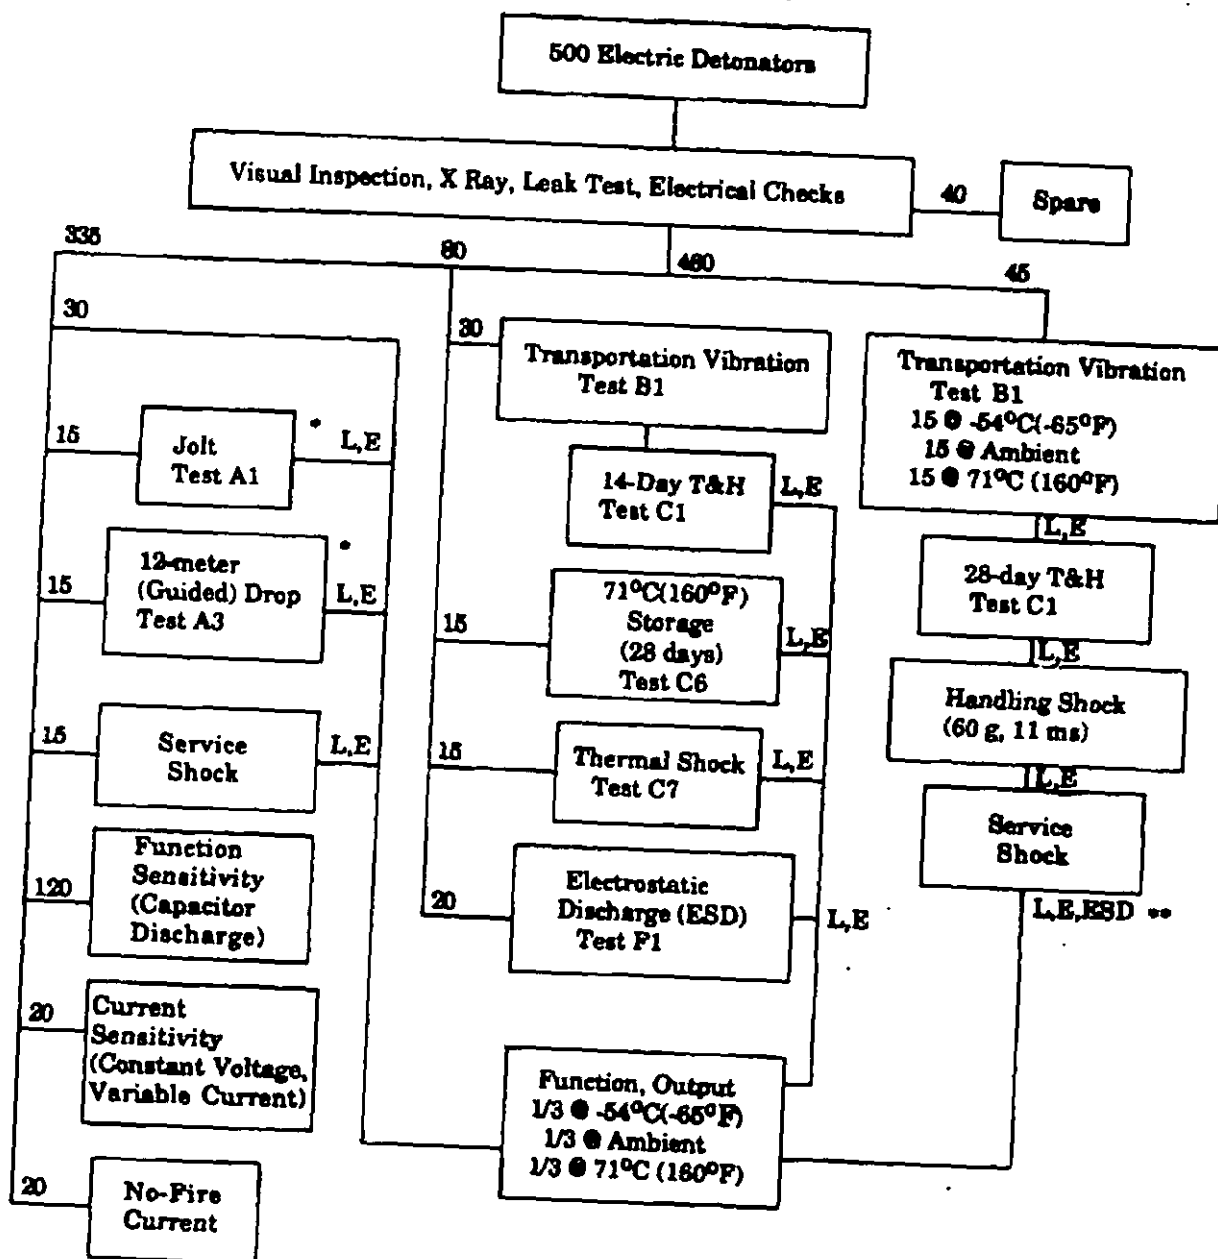 500 Electric Detonators
Visual Inspection, X Ray, Leak Test, Electrical Checks
40
Spare
335
80
460
45
30
15
Jolt
Test A1
*
L,E
15
12-meter
(Guided) Drop
Test A3
*
L,E
15
Service
Shock
L,E
120
Function
Sensitivity
(Capacitor
Discharge)
20
Current
Sensitivity
(Constant Voltage,
Variable Current)
20
No-Fire
Current
30
Transportation Vibration
Test B1
14-Day T&H
Test C1
L,E
15
71°C(160°F)
Storage
(28 days)
Test C6
L,E
15
Thermal Shock
Test C7
L,E
20
Electrostatic
Discharge (ESD)
Test F1
L,E
Function, Output
1/3 @ -54°C(-65°F)
1/3 @ Ambient
1/3 @ 71°C (160°F)
Transportation Vibration
Test B1
15 @ -54°C(-65°F)
15 @ Ambient
15 @ 71°C (160°F)
L,E
28-day T&H
Test C1
L,E
Handling Shock
(60 g, 11 ms)
L,E
Service
Shock
L,E,ESD **